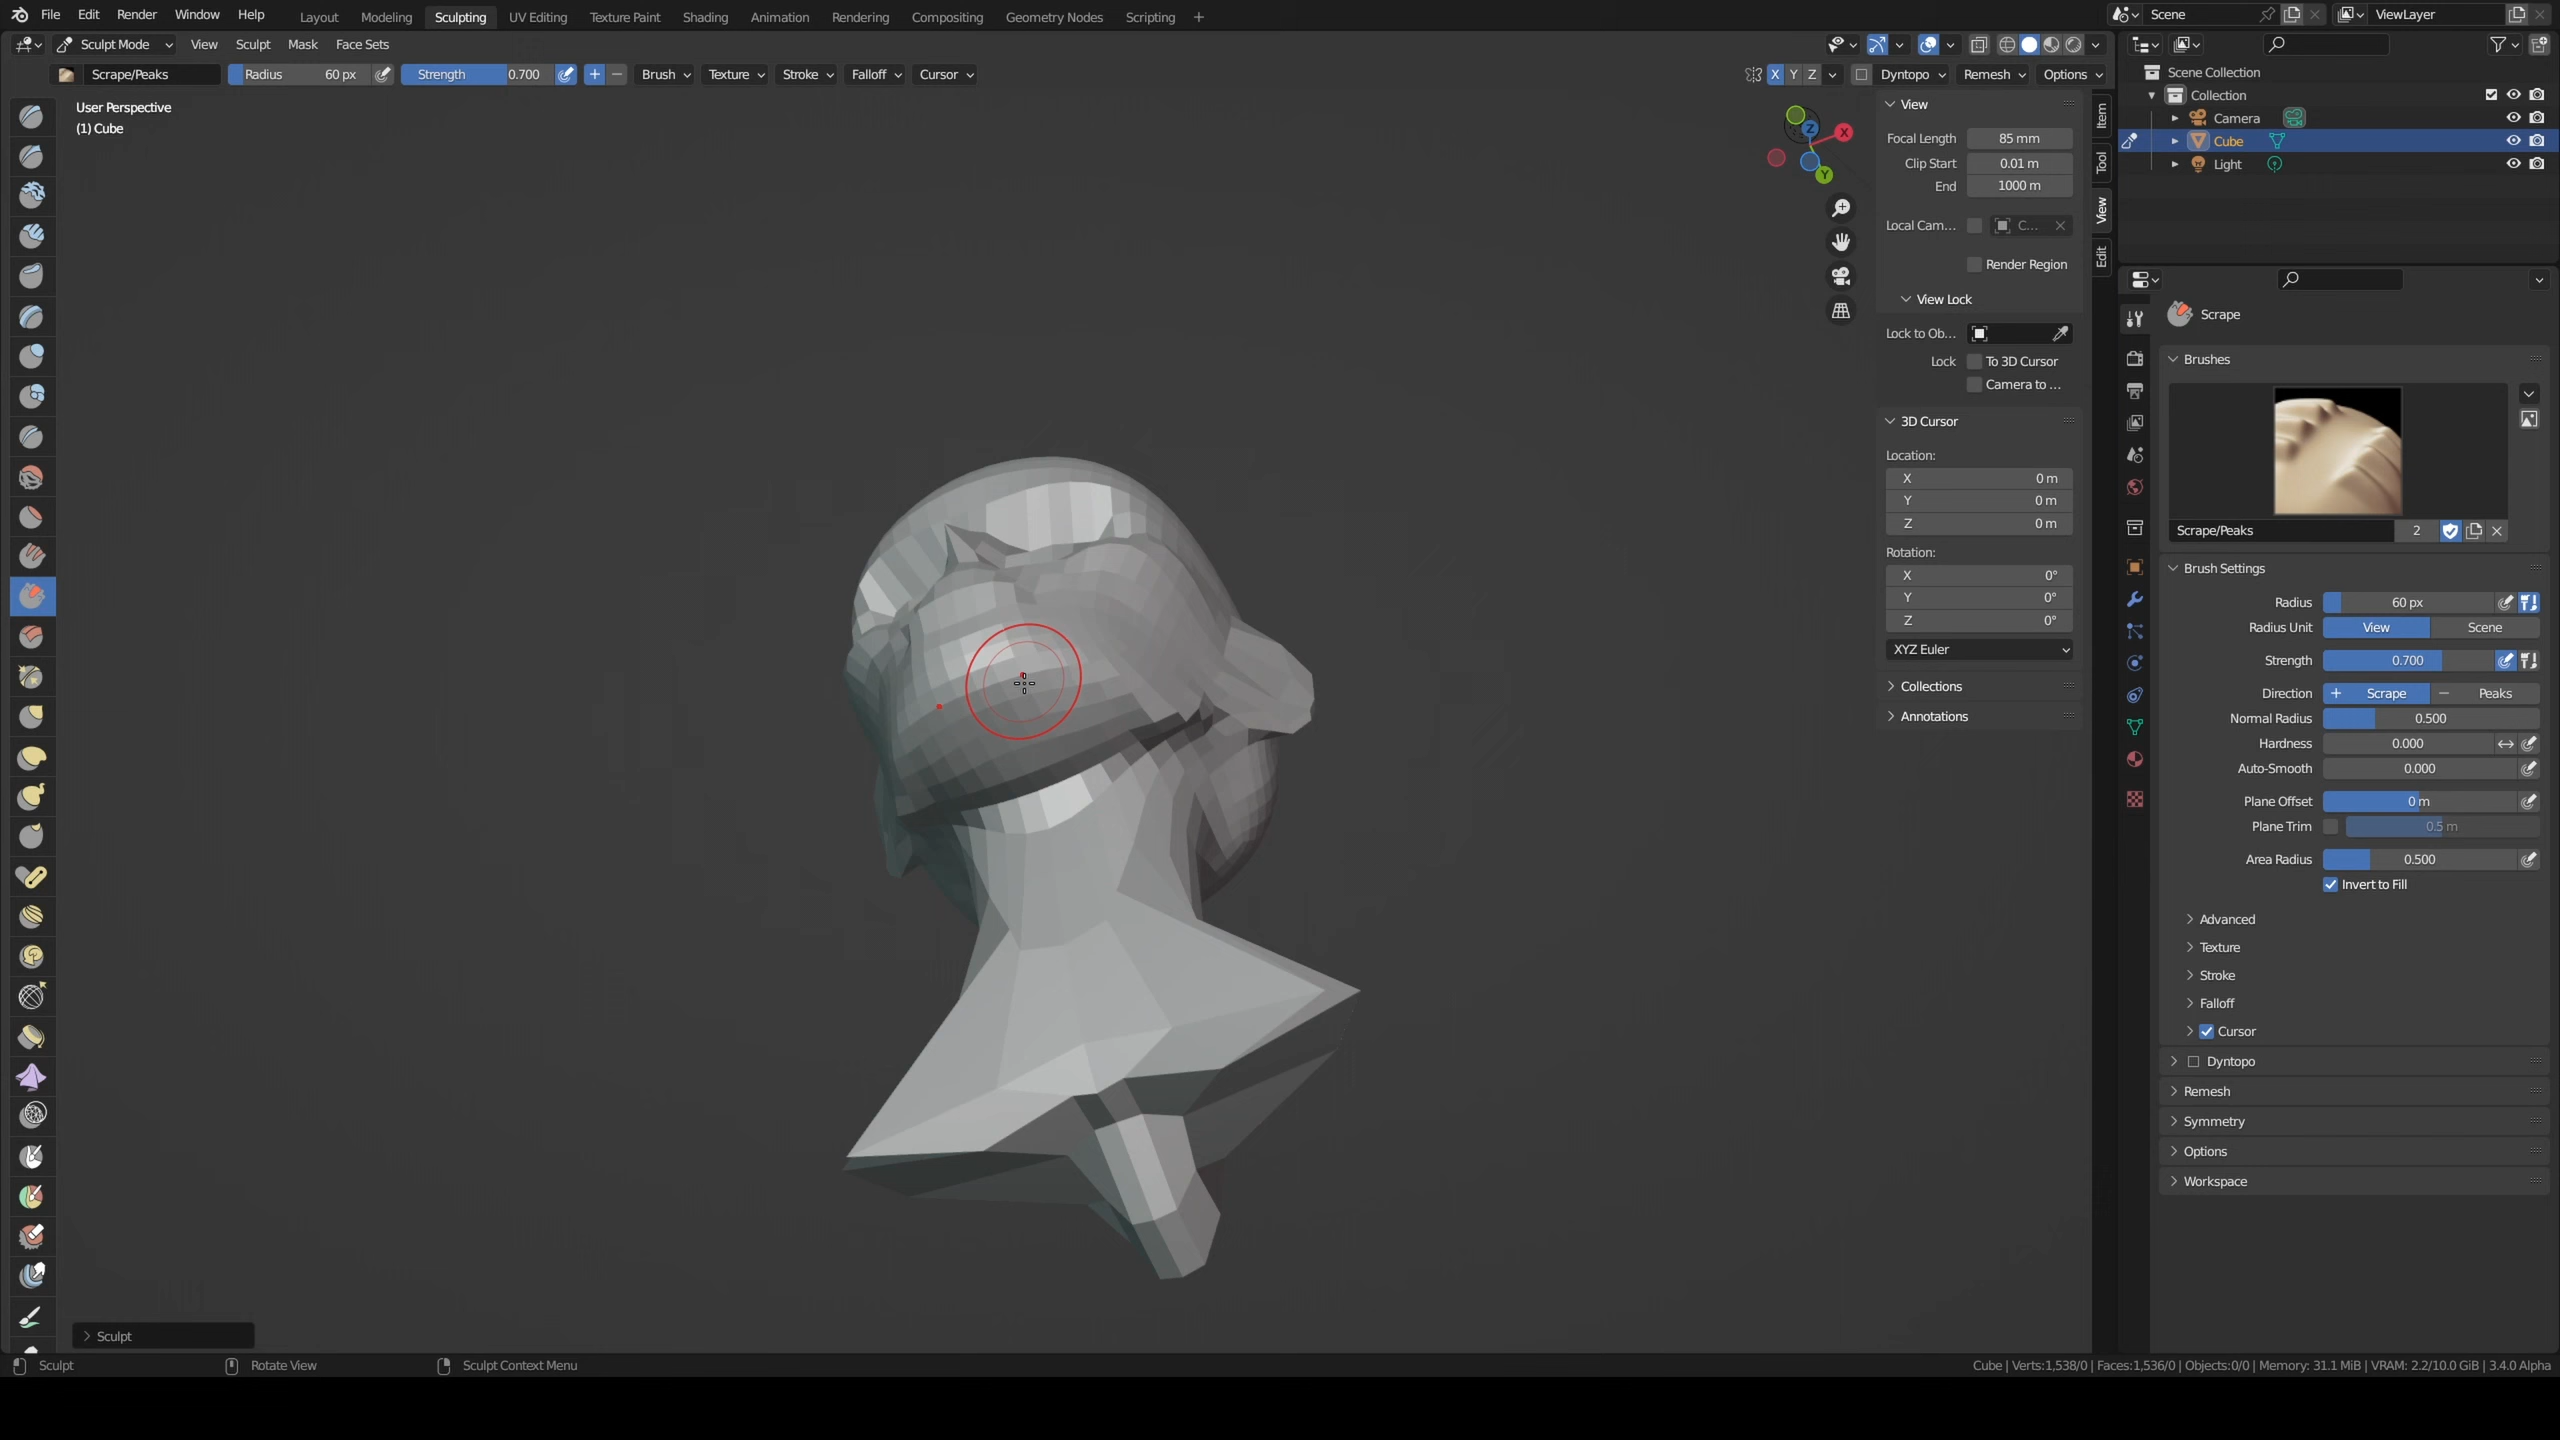 File Edit Render Window Help Layout Modeling Sculpting UV Editing Texture Paint Shading Animation Rendering Compositing Geometry Nodes Scripting + Scene ViewLayer
Sculpt Mode View Sculpt Mask Face Sets
Scrape/Peaks Radius 60 px Strength 0.700 + − Brush Texture Stroke Falloff Cursor X Y Z Dyntopo Remesh Options
User Perspective
(1) Cube
X
Z
Y
View
Focal Length 85 mm
Clip Start 0.01 m
End 1000 m
Local Cam... C...
Render Region
View Lock
Lock to Ob...
Lock To 3D Cursor
Camera to ...
3D Cursor
Location:
X 0 m
Y 0 m
Z 0 m
Rotation:
X 0°
Y 0°
Z 0°
XYZ Euler
Collections
Annotations
Item
Tool
View
Edit
Scene Collection
Collection
Camera
Cube
Light
Scrape
Brushes
Scrape/Peaks 2
Brush Settings
Radius 60 px
Radius Unit View Scene
Strength 0.700
Direction + Scrape − Peaks
Normal Radius 0.500
Hardness 0.000
Auto-Smooth 0.000
Plane Offset 0 m
Plane Trim 0.5 m
Area Radius 0.500
Invert to Fill
Advanced
Texture
Stroke
Falloff
Cursor
Dyntopo
Remesh
Symmetry
Options
Workspace
Sculpt
Sculpt Rotate View Sculpt Context Menu Cube | Verts:1,538/0 | Faces:1,536/0 | Objects:0/0 | Memory: 31.1 MiB | VRAM: 2.2/10.0 GiB | 3.4.0 Alpha